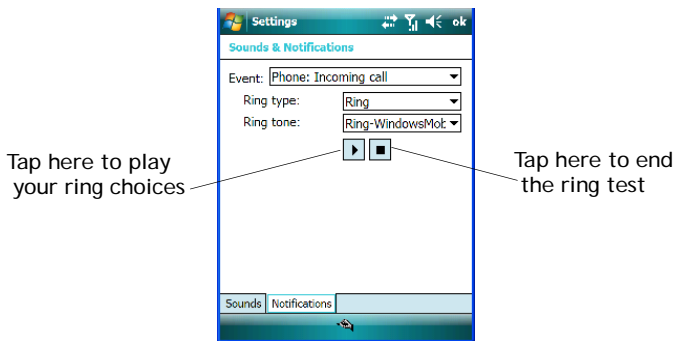 Settings ok
Sounds & Notifications
Event: Phone: Incoming call
Ring type: Ring
Ring tone: Ring-WindowsMob
Tap here to play
your ring choices
Tap here to end
the ring test
Sounds Notifications